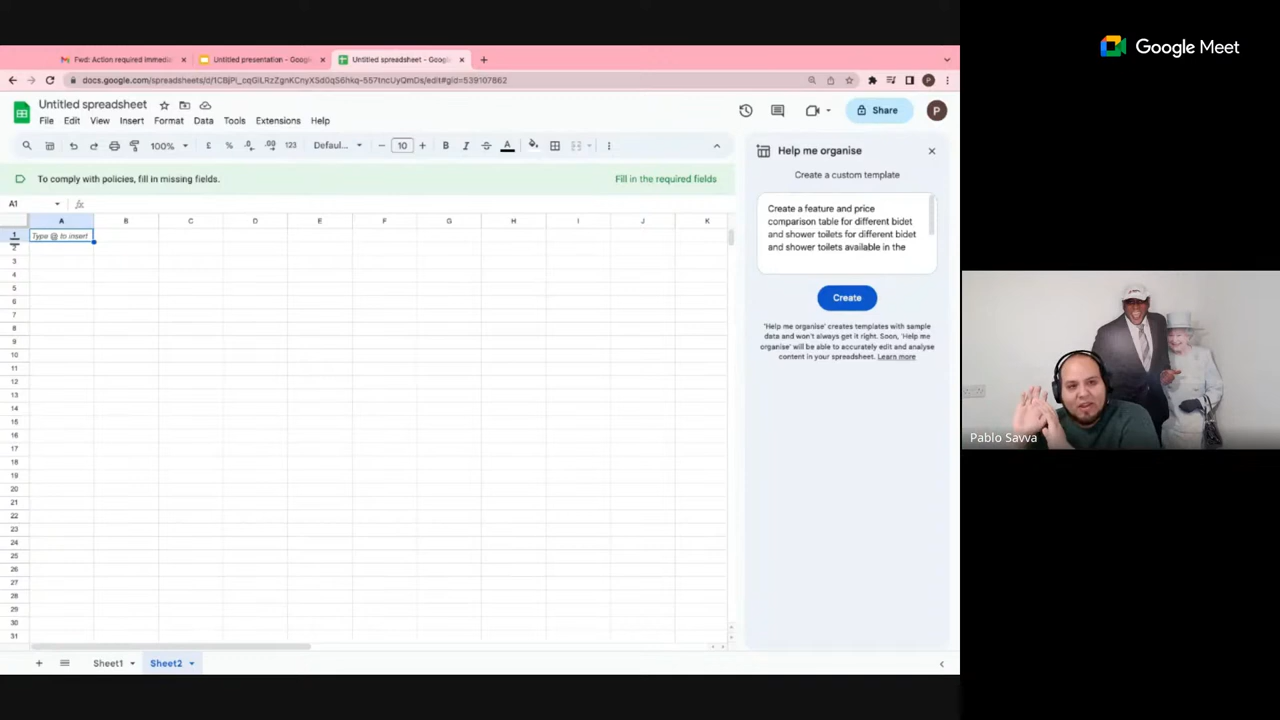 Google Meet
Fwd: Action required immedia
Untitled presentation - Googl
Untitled spreadsheet - Google
docs.google.com/spreadsheets/d/
Untitled spreadsheet
Share
P
File Edit View Insert Format Data Tools Extensions Help
100% £ % .0 .00 123 Defaul... 10 B I S A
To comply with policies, fill in missing fields.
Fill in the required fields
A1 fx
A B C D E F G H I J K
1 Type @ to insert
2
3
4
5
6
7
8
9
10
11
12
13
14
15
16
17
18
19
20
21
22
23
24
25
26
27
28
29
30
31
Sheet1 Sheet2
Help me organise
Create a custom template
Create a feature and price
comparison table for different bidet
and shower toilets for different bidet
and shower toilets available in the
Create
'Help me organise' creates templates with sample
data and won't always get it right. Soon, 'Help me
organise' will be able to accurately edit and analyse
content in your spreadsheet. Learn more
Pablo Savva